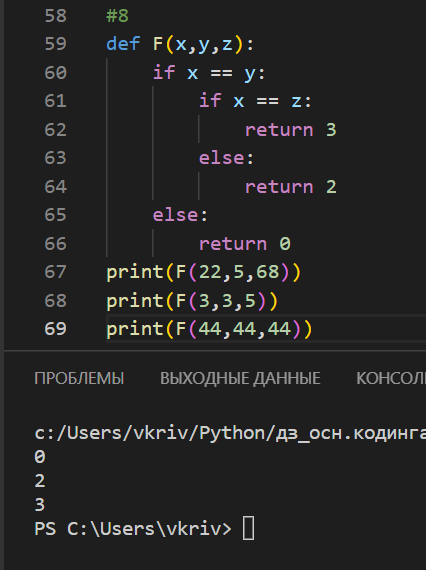 58 #8
59 def F(x,y,z):
60 if x == y:
61 if x == z:
62 return 3
63 else:
64 return 2
65 else:
66 return 0
67 print(F(22,5,68))
68 print(F(3,3,5))
69 print(F(44,44,44))
ПРОБЛЕМЫ ВЫХОДНЫЕ ДАННЫЕ КОНСОЛ
c:/Users/vkriv/Python/дз_осн.кодинга
0
2
3
PS C:\Users\vkriv>